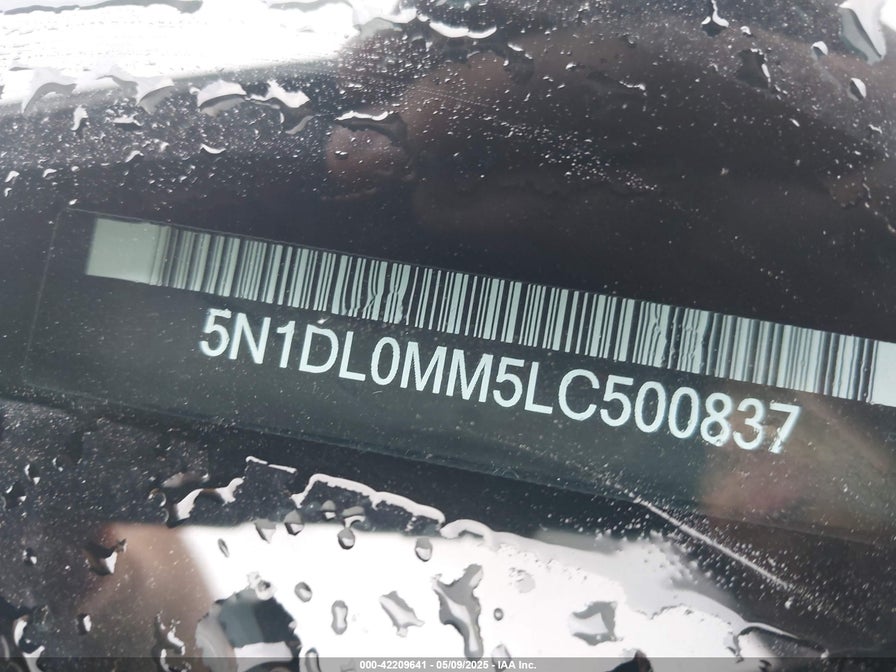 5N1DL0MM5LC500837
000-42209641 - 05/09/2025 - IAA Inc.